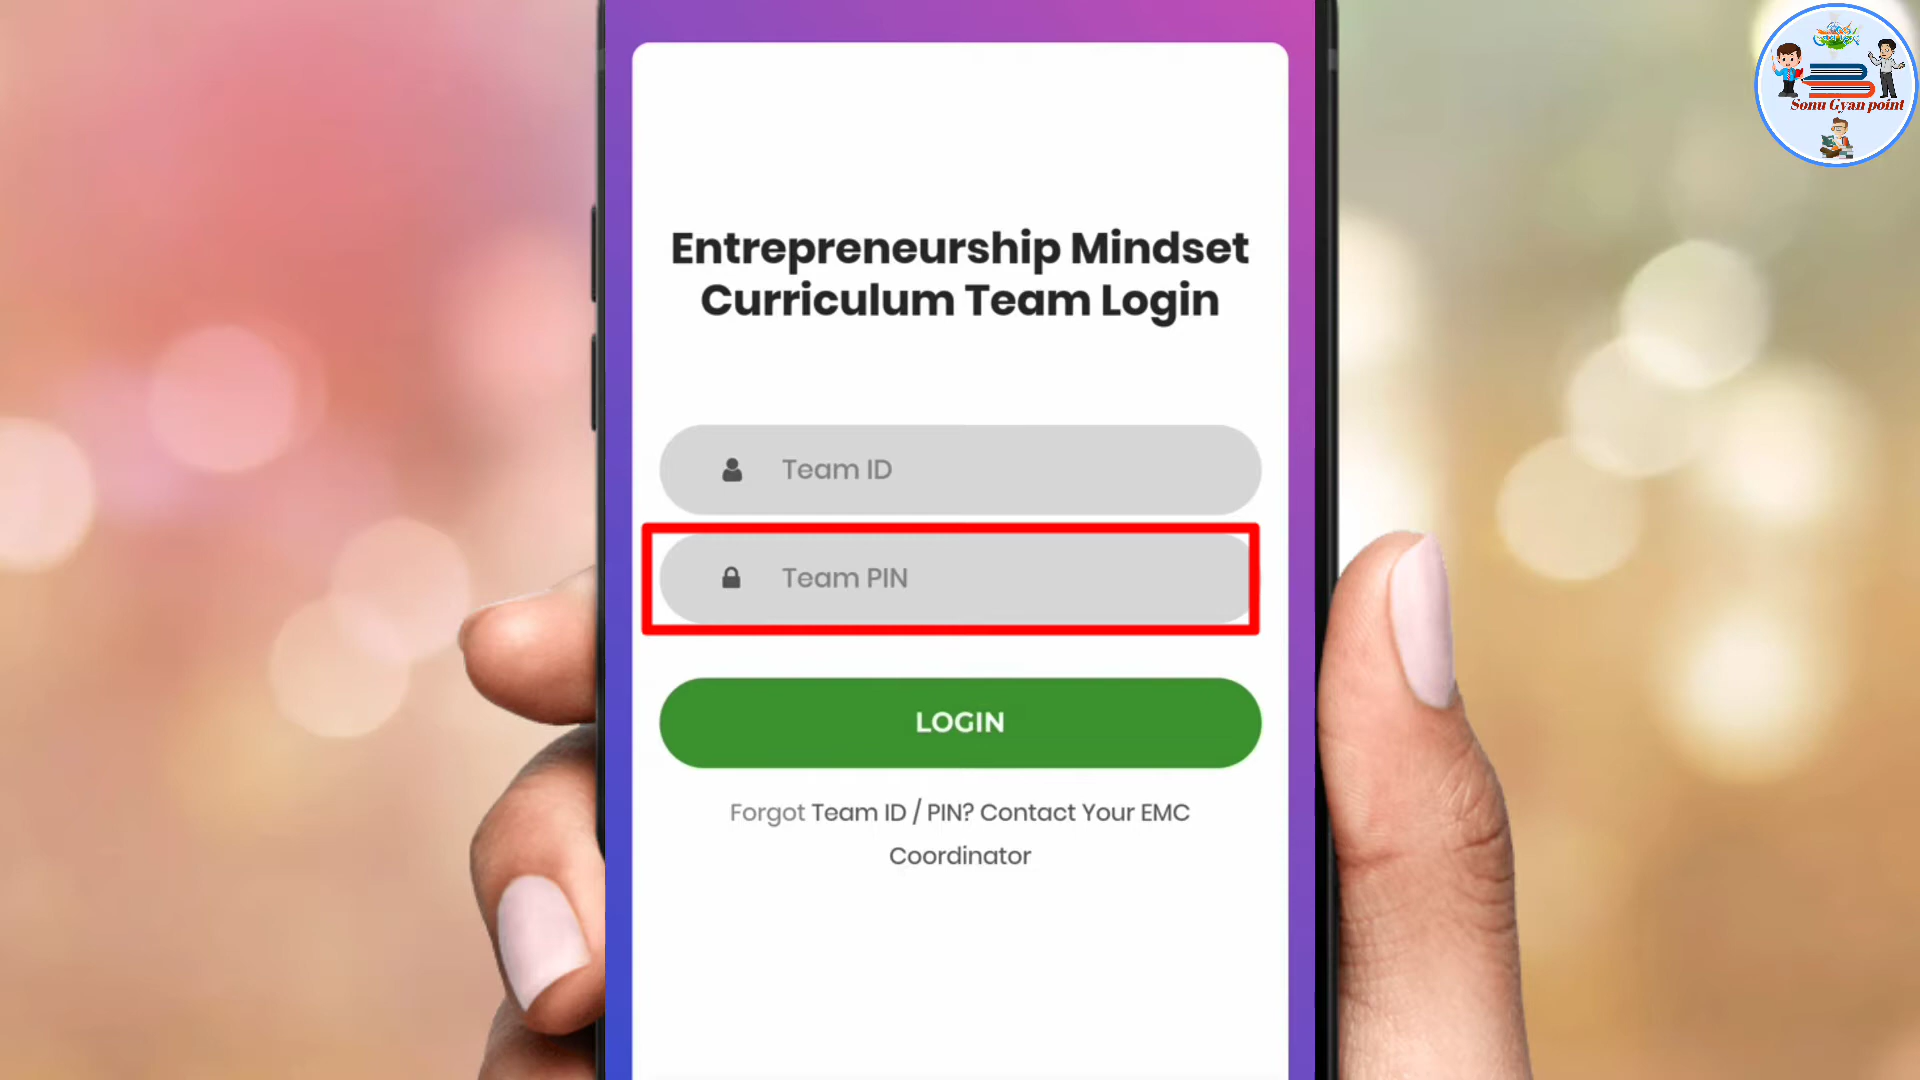 Sonu Gyan point
Entrepreneurship Mindset
Curriculum Team Login
Team ID
Team PIN
LOGIN
Forgot Team ID / PIN? Contact Your EMC
Coordinator